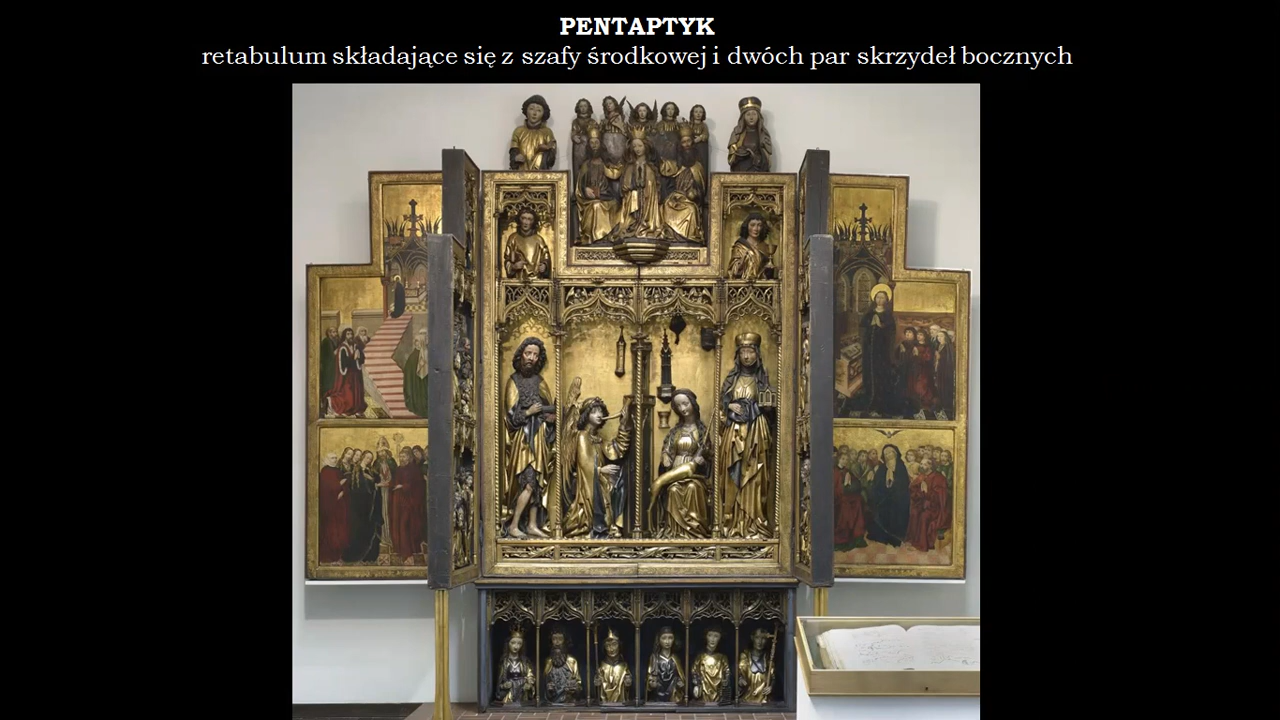 PENTAPTYK
retabulum składające się z szafy środkowej i dwóch par skrzydeł bocznych